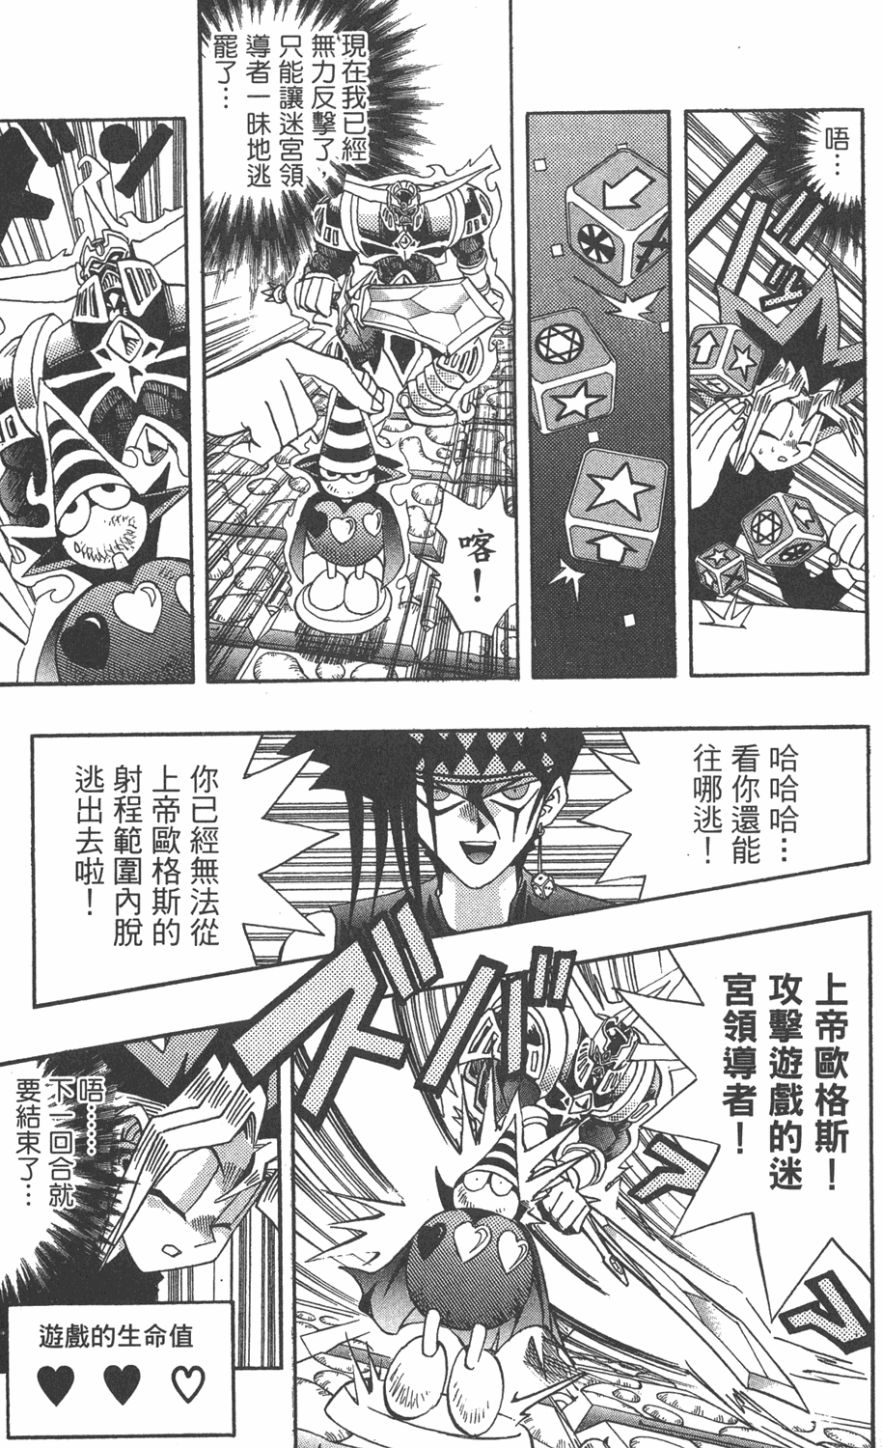 唔…
現在我已經
無力反擊了，
只能讓迷宮領
導者一昧地逃
罷了…
喀！
哈哈哈…
看你還能
往哪逃！
你已經無法從
上帝歐格斯的
射程範圍內脫
逃出去啦！
上帝歐格斯！
攻擊遊戲的迷
宮領導者！
唔……
下一回合就
要結束了…
遊戲的生命值